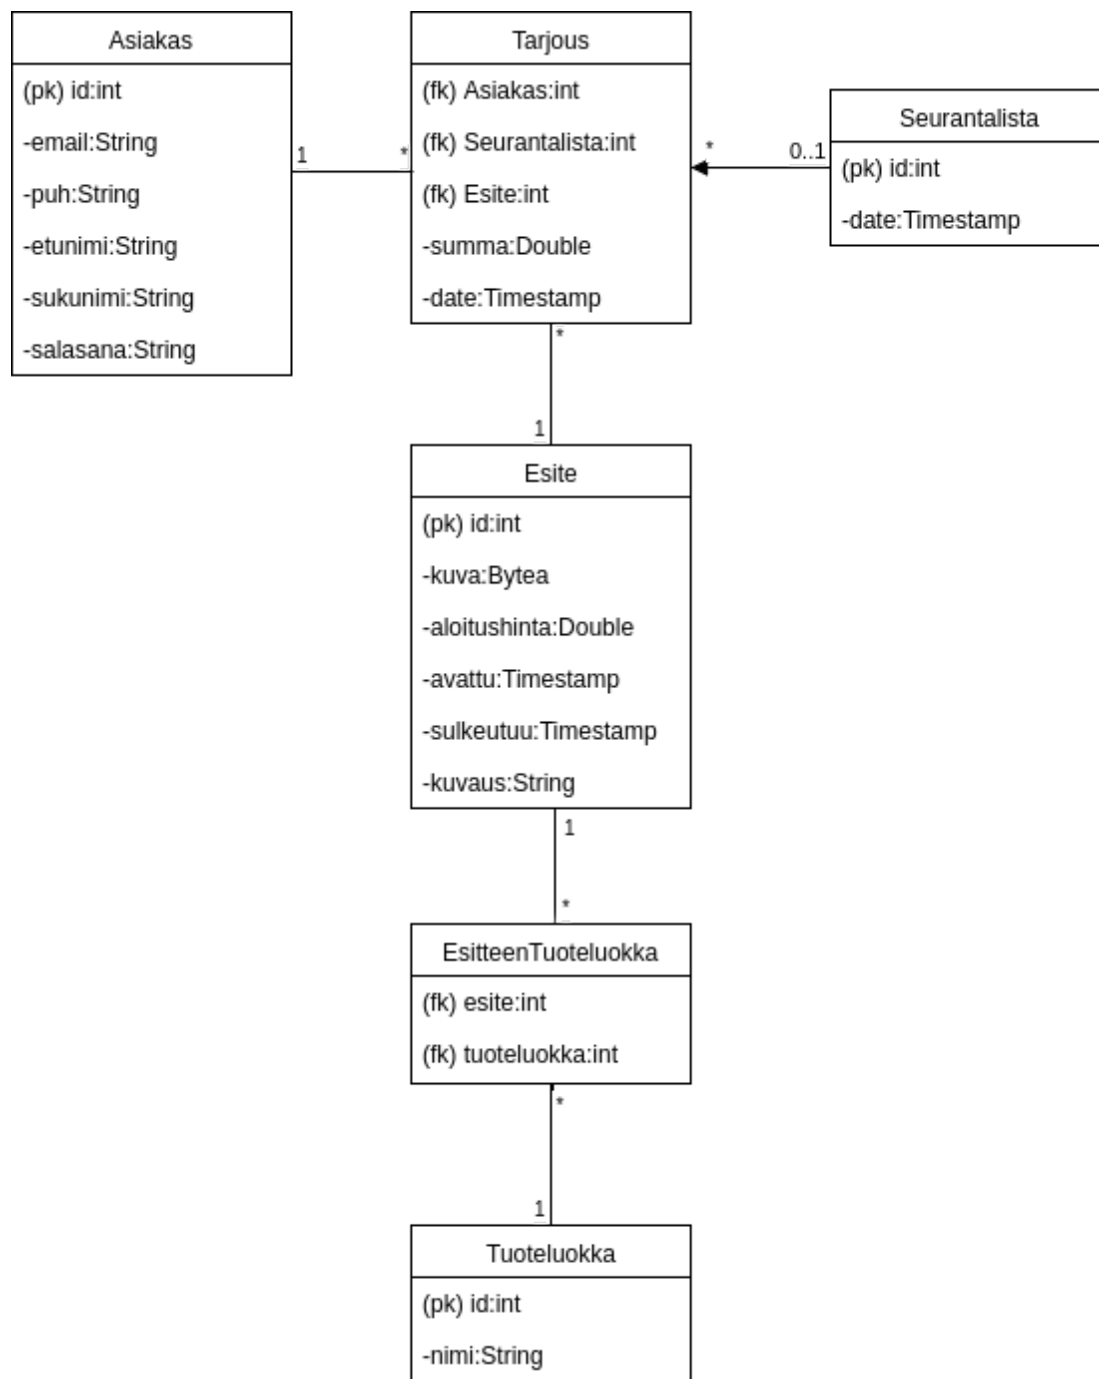 Asiakas
(pk) id:int
-email:String
-puh:String
-etunimi:String
-sukunimi:String
-salasana:String
1
*
Tarjous
(fk) Asiakas:int
(fk) Seurantalista:int
(fk) Esite:int
-summa:Double
-date:Timestamp
*
0..1
Seurantalista
(pk) id:int
-date:Timestamp
*
1
Esite
(pk) id:int
-kuva:Bytea
-aloitushinta:Double
-avattu:Timestamp
-sulkeutuu:Timestamp
-kuvaus:String
1
*
EsitteenTuoteluokka
(fk) esite:int
(fk) tuoteluokka:int
*
1
Tuoteluokka
(pk) id:int
-nimi:String